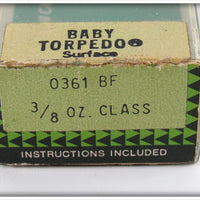 BABY
TORPEDO®
Surface
0361 BF
3/8 OZ. CLASS
INSTRUCTIONS INCLUDED